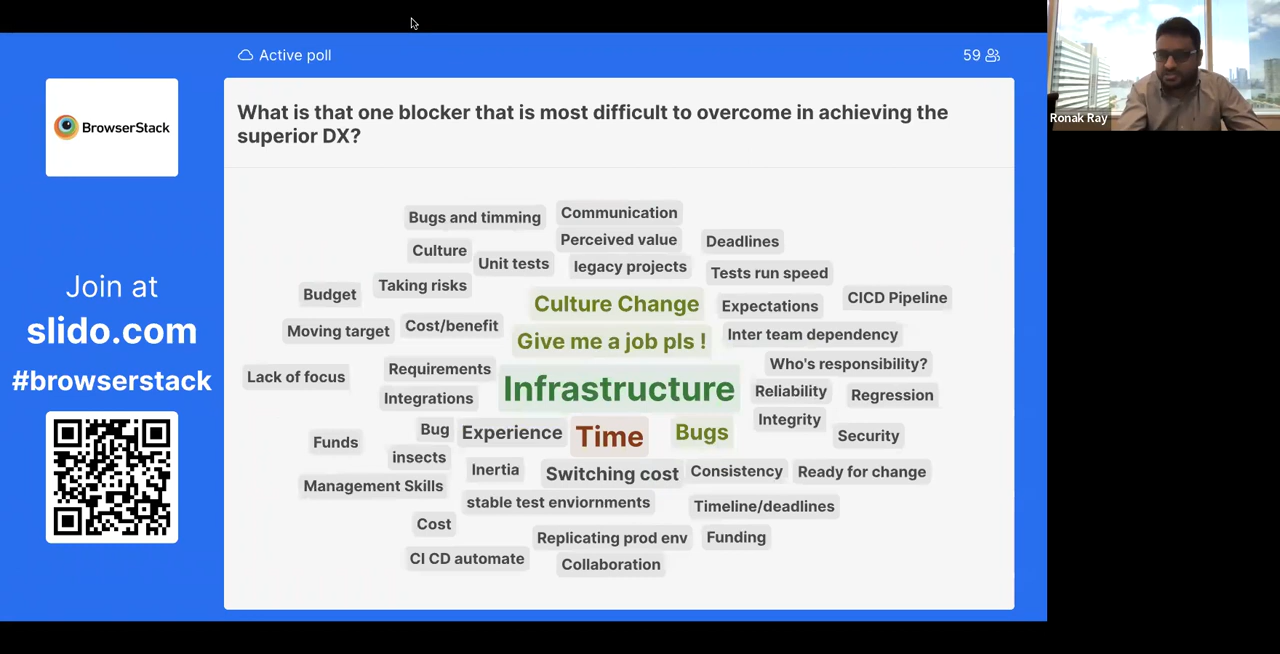 Active poll
59
BrowserStack
What is that one blocker that is most difficult to overcome in achieving the
superior DX?
Ronak Ray
Join at
slido.com
#browserstack
Bugs and timming
Communication
Culture
Perceived value
Deadlines
Unit tests
legacy projects
Tests run speed
Budget
Taking risks
Culture Change
Expectations
CICD Pipeline
Moving target
Cost/benefit
Give me a job pls !
Inter team dependency
Lack of focus
Requirements
Who's responsibility?
Integrations
Infrastructure
Reliability
Regression
Funds
Bug
Experience
Time
Bugs
Integrity
Security
insects
Inertia
Switching cost
Consistency
Ready for change
Management Skills
stable test enviornments
Timeline/deadlines
Cost
Replicating prod env
Funding
CI CD automate
Collaboration